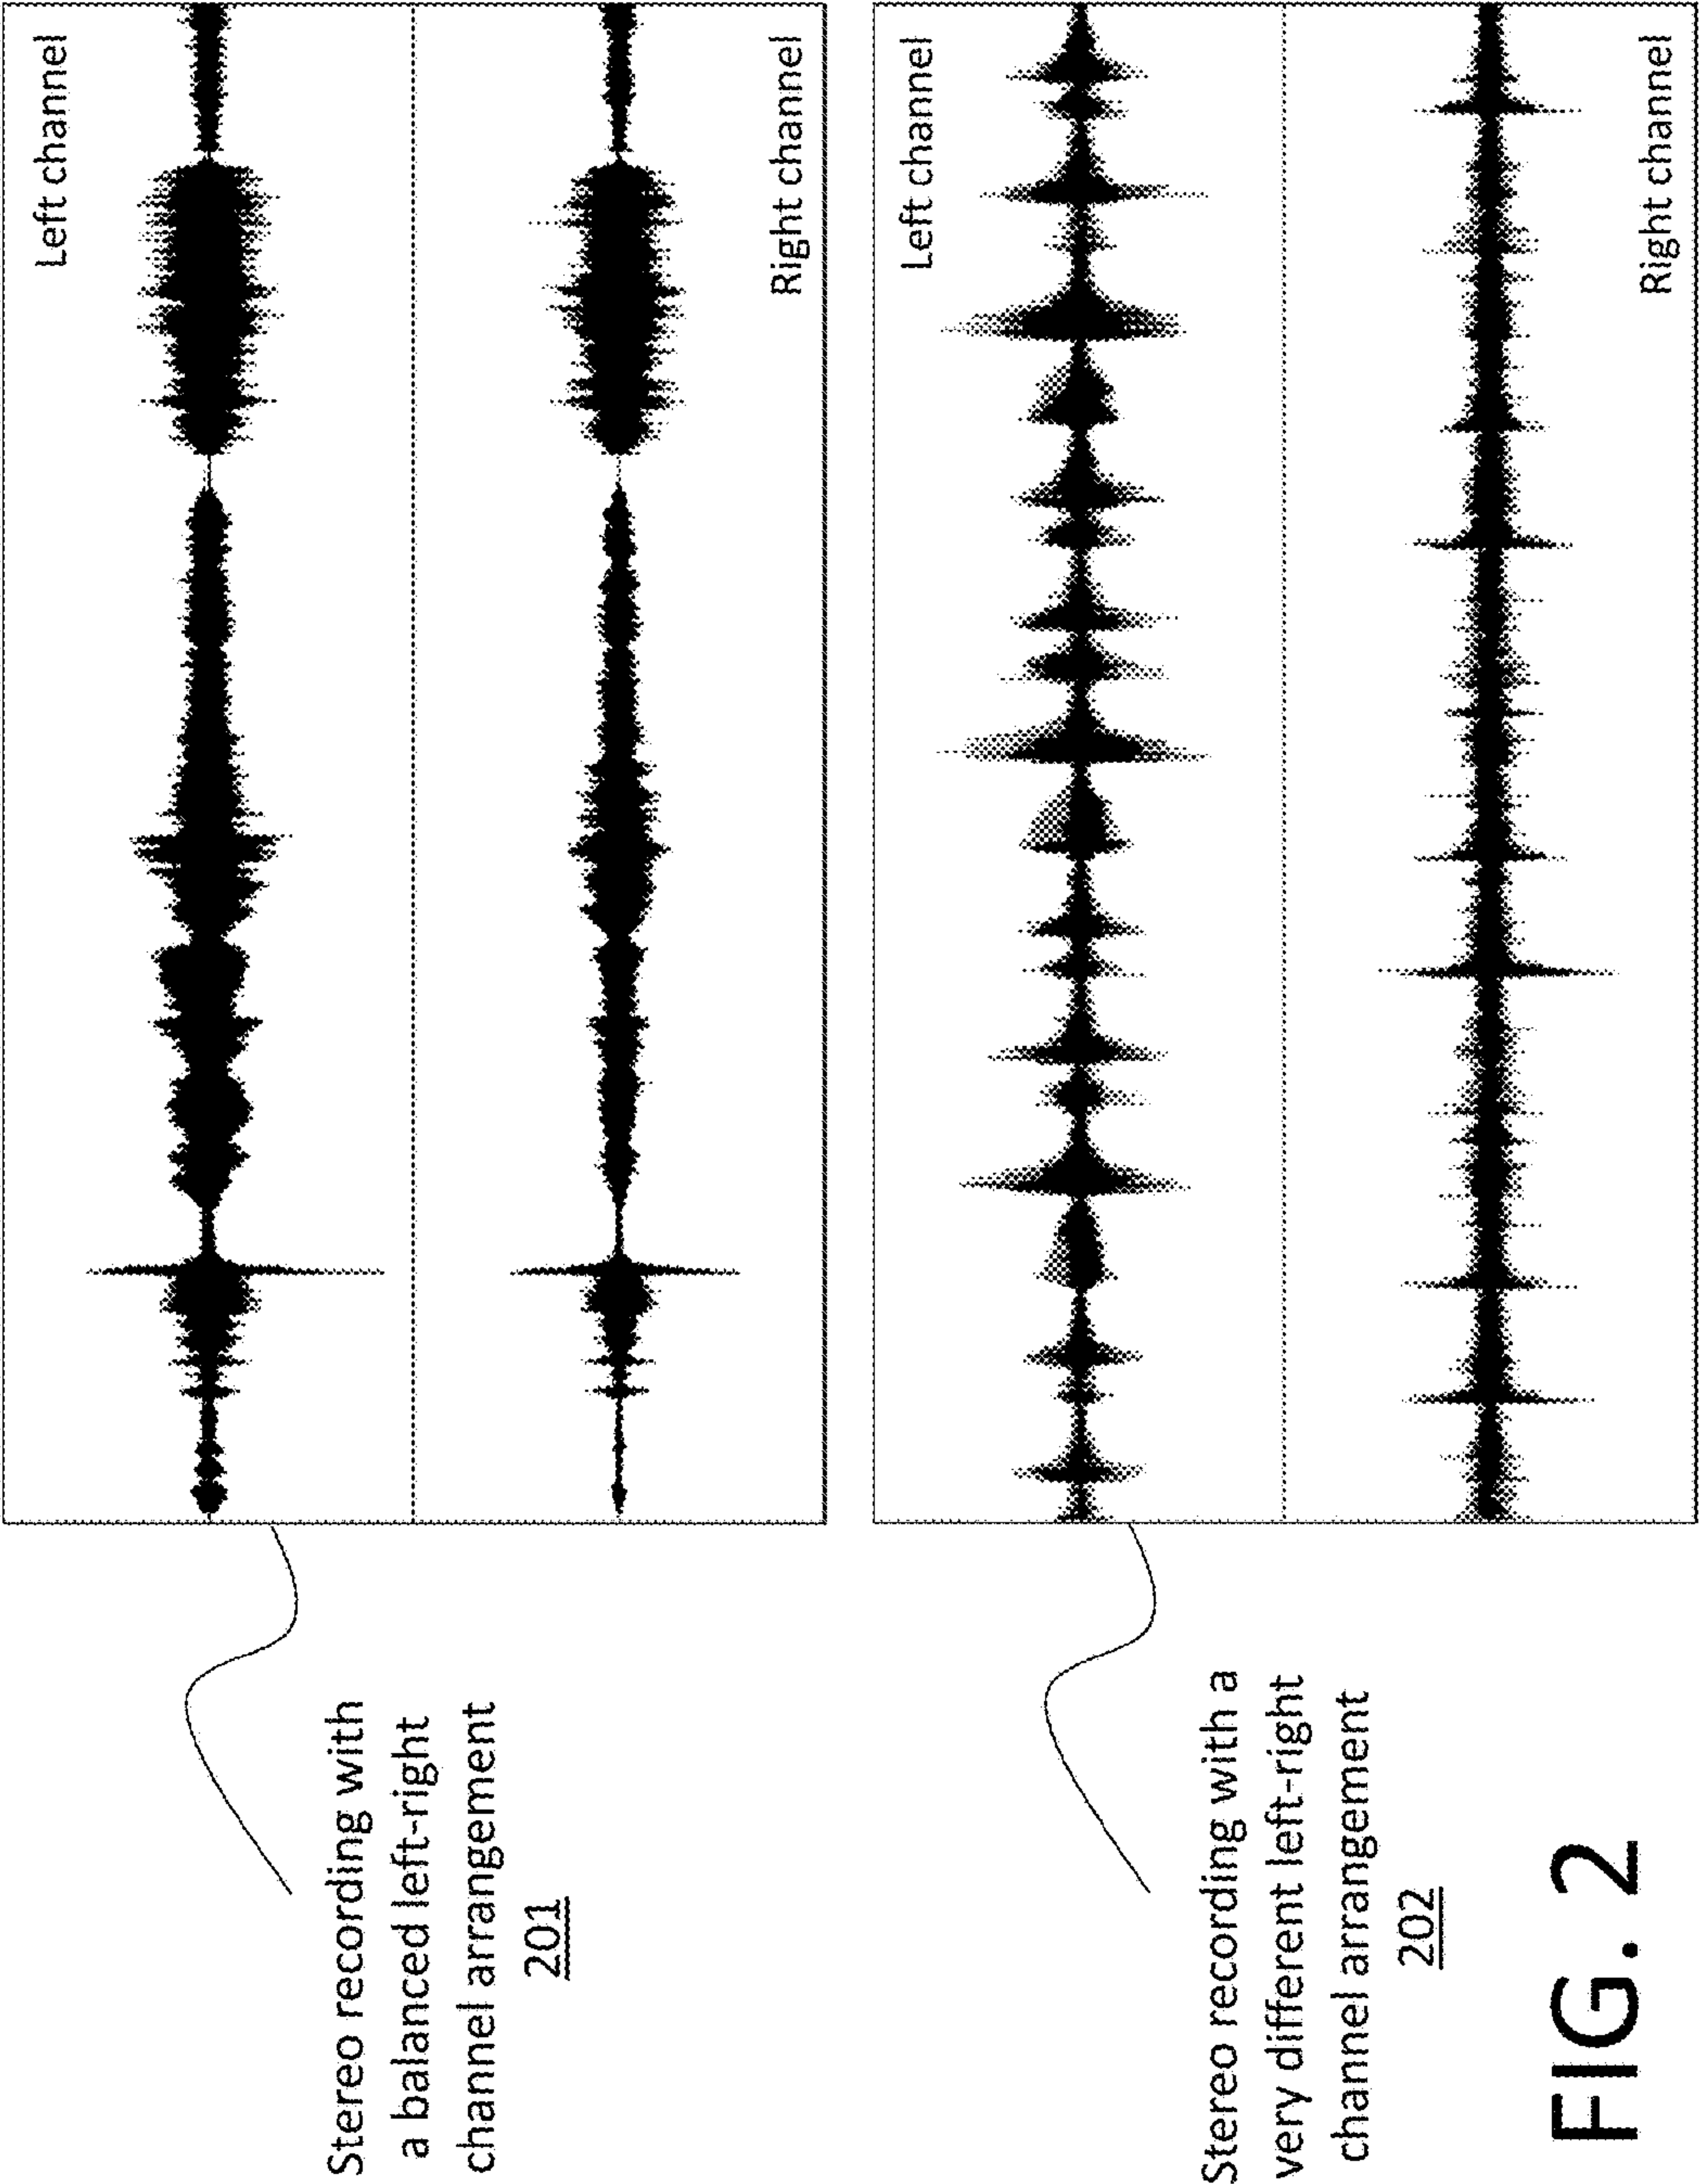 Stereo recording with
a balanced left-right
channel arrangement
201
Left channel
Right channel
Stereo recording with a
very different left-right
channel arrangement
202
Left channel
Right channel
FIG. 2